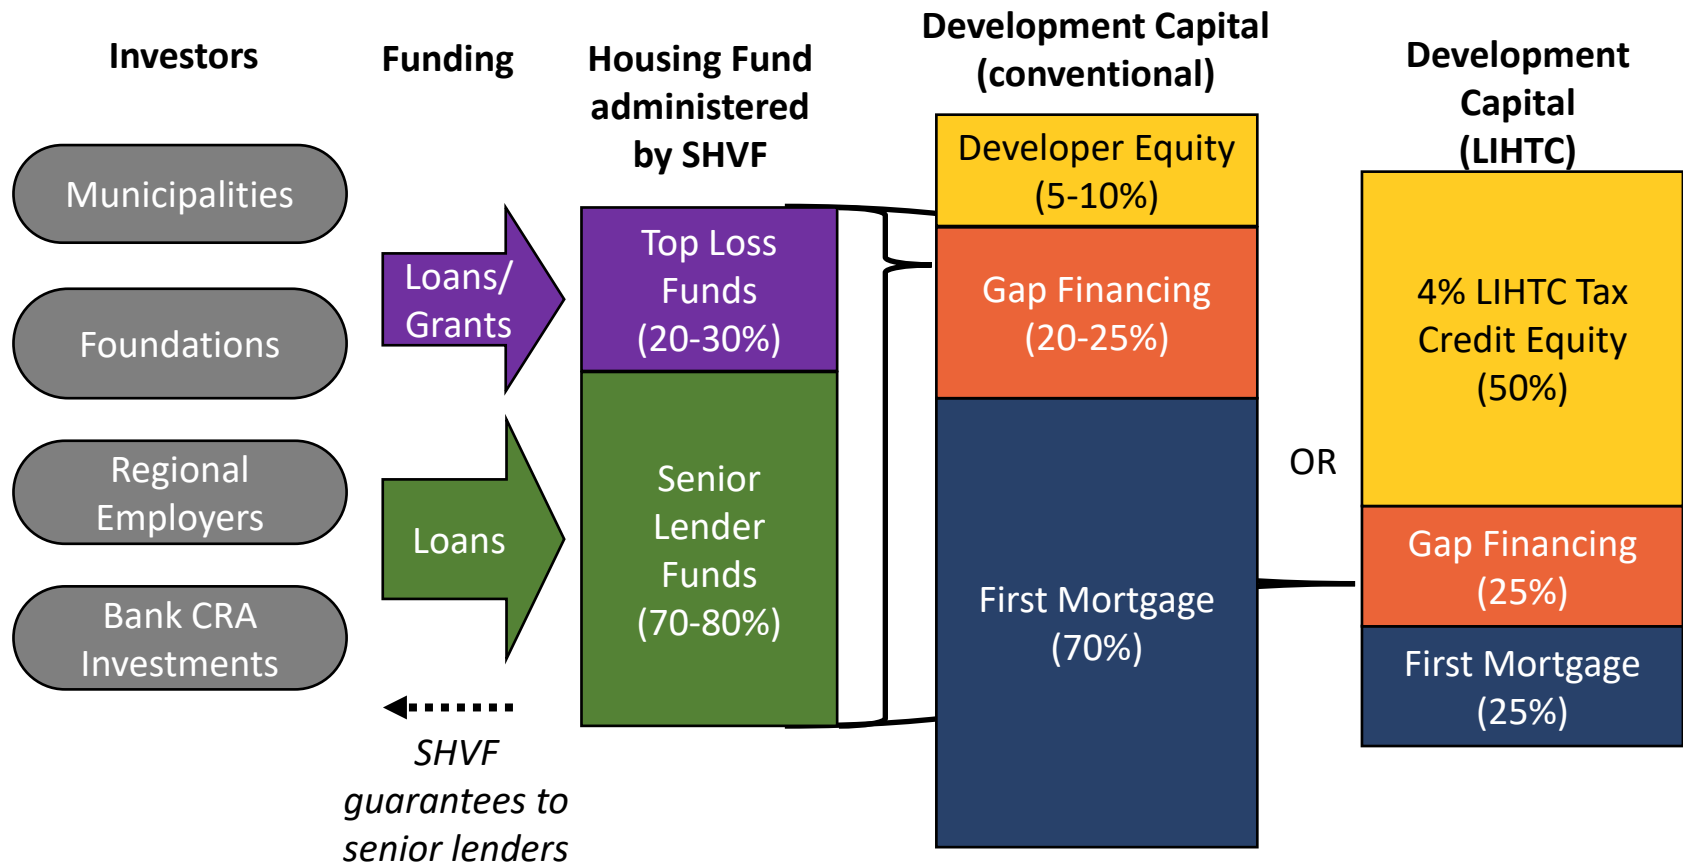 Investors
Municipalities
Foundations
Regional
Employers
Bank CRA
Investments
Funding
Loans/
Grants
Loans
SHVF
guarantees to
senior lenders
Housing Fund
administered
by SHVF
Top Loss
Funds
(20-30%)
Senior
Lender
Funds
(70-80%)
Development Capital
(conventional)
Developer Equity
(5-10%)
Gap Financing
(20-25%)
First Mortgage
(70%)
OR
Development
Capital
(LIHTC)
4% LIHTC Tax
Credit Equity
(50%)
Gap Financing
(25%)
First Mortgage
(25%)